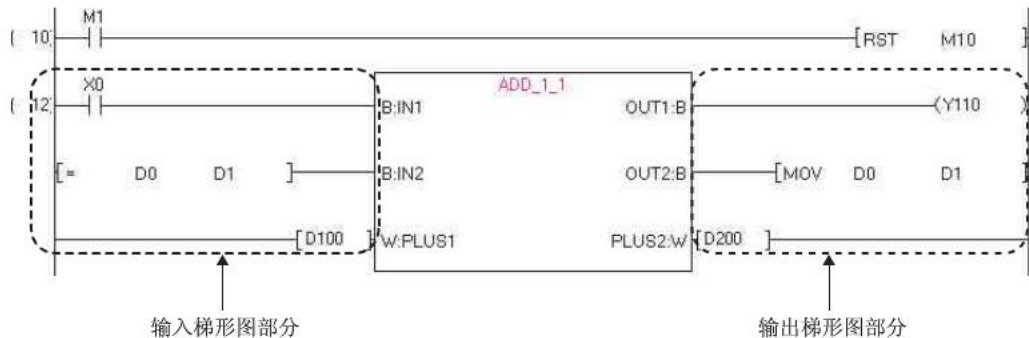 M1
( 10) [RST M10 ]
X0 ADD_1_1
( 12) B:IN1 OUT1:B (Y110 )
[= D0 D1 ] B:IN2 OUT2:B [MOV D0 D1 ]
[D100 ] W:PLUS1 PLUS2:W [D200 ]
输入梯形图部分 输出梯形图部分